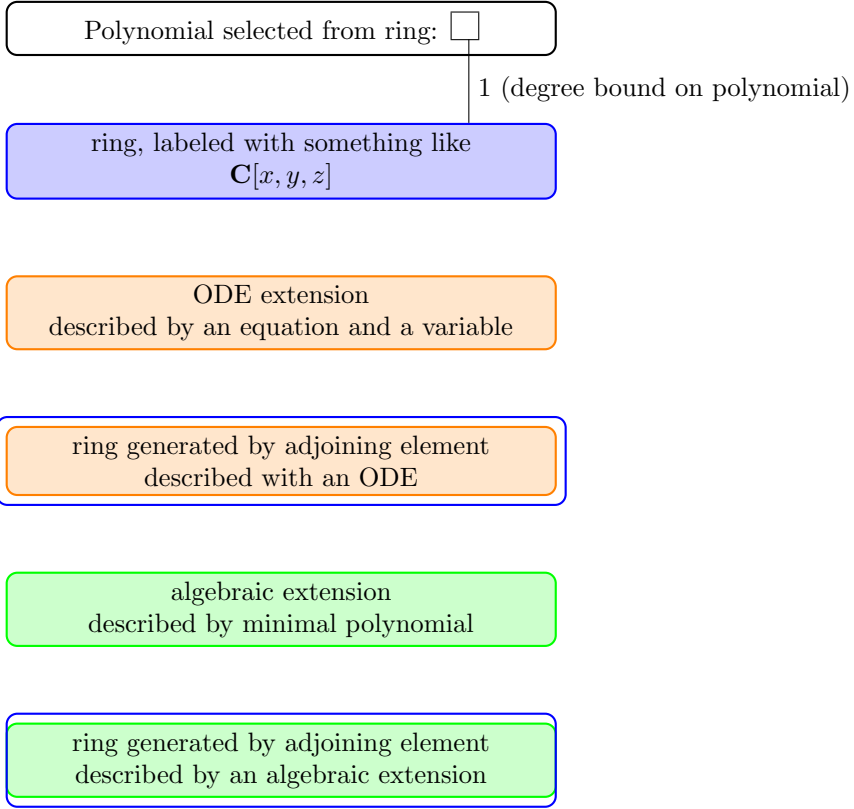 Polynomial selected from ring: □
1 (degree bound on polynomial)
ring, labeled with something like
C[x, y, z]
ODE extension
described by an equation and a variable
ring generated by adjoining element
described with an ODE
algebraic extension
described by minimal polynomial
ring generated by adjoining element
described by an algebraic extension